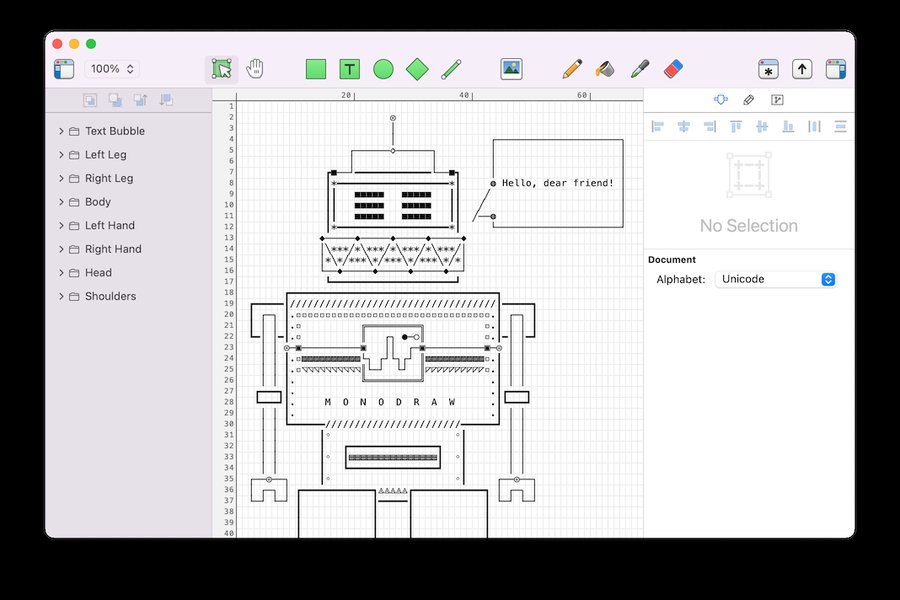 100%
T
20 40 60
Text Bubble
Left Leg
Right Leg
Body
Left Hand
Right Hand
Head
Shoulders
1
2
3
4
5
6
7
8
9
10
11
12
13
14
15
16
17
18
19
20
21
22
23
24
25
26
27
28
29
30
31
32
33
34
35
36
37
38
39
40
Hello, dear friend!
M O N O D R A W
No Selection
Document
Alphabet: Unicode